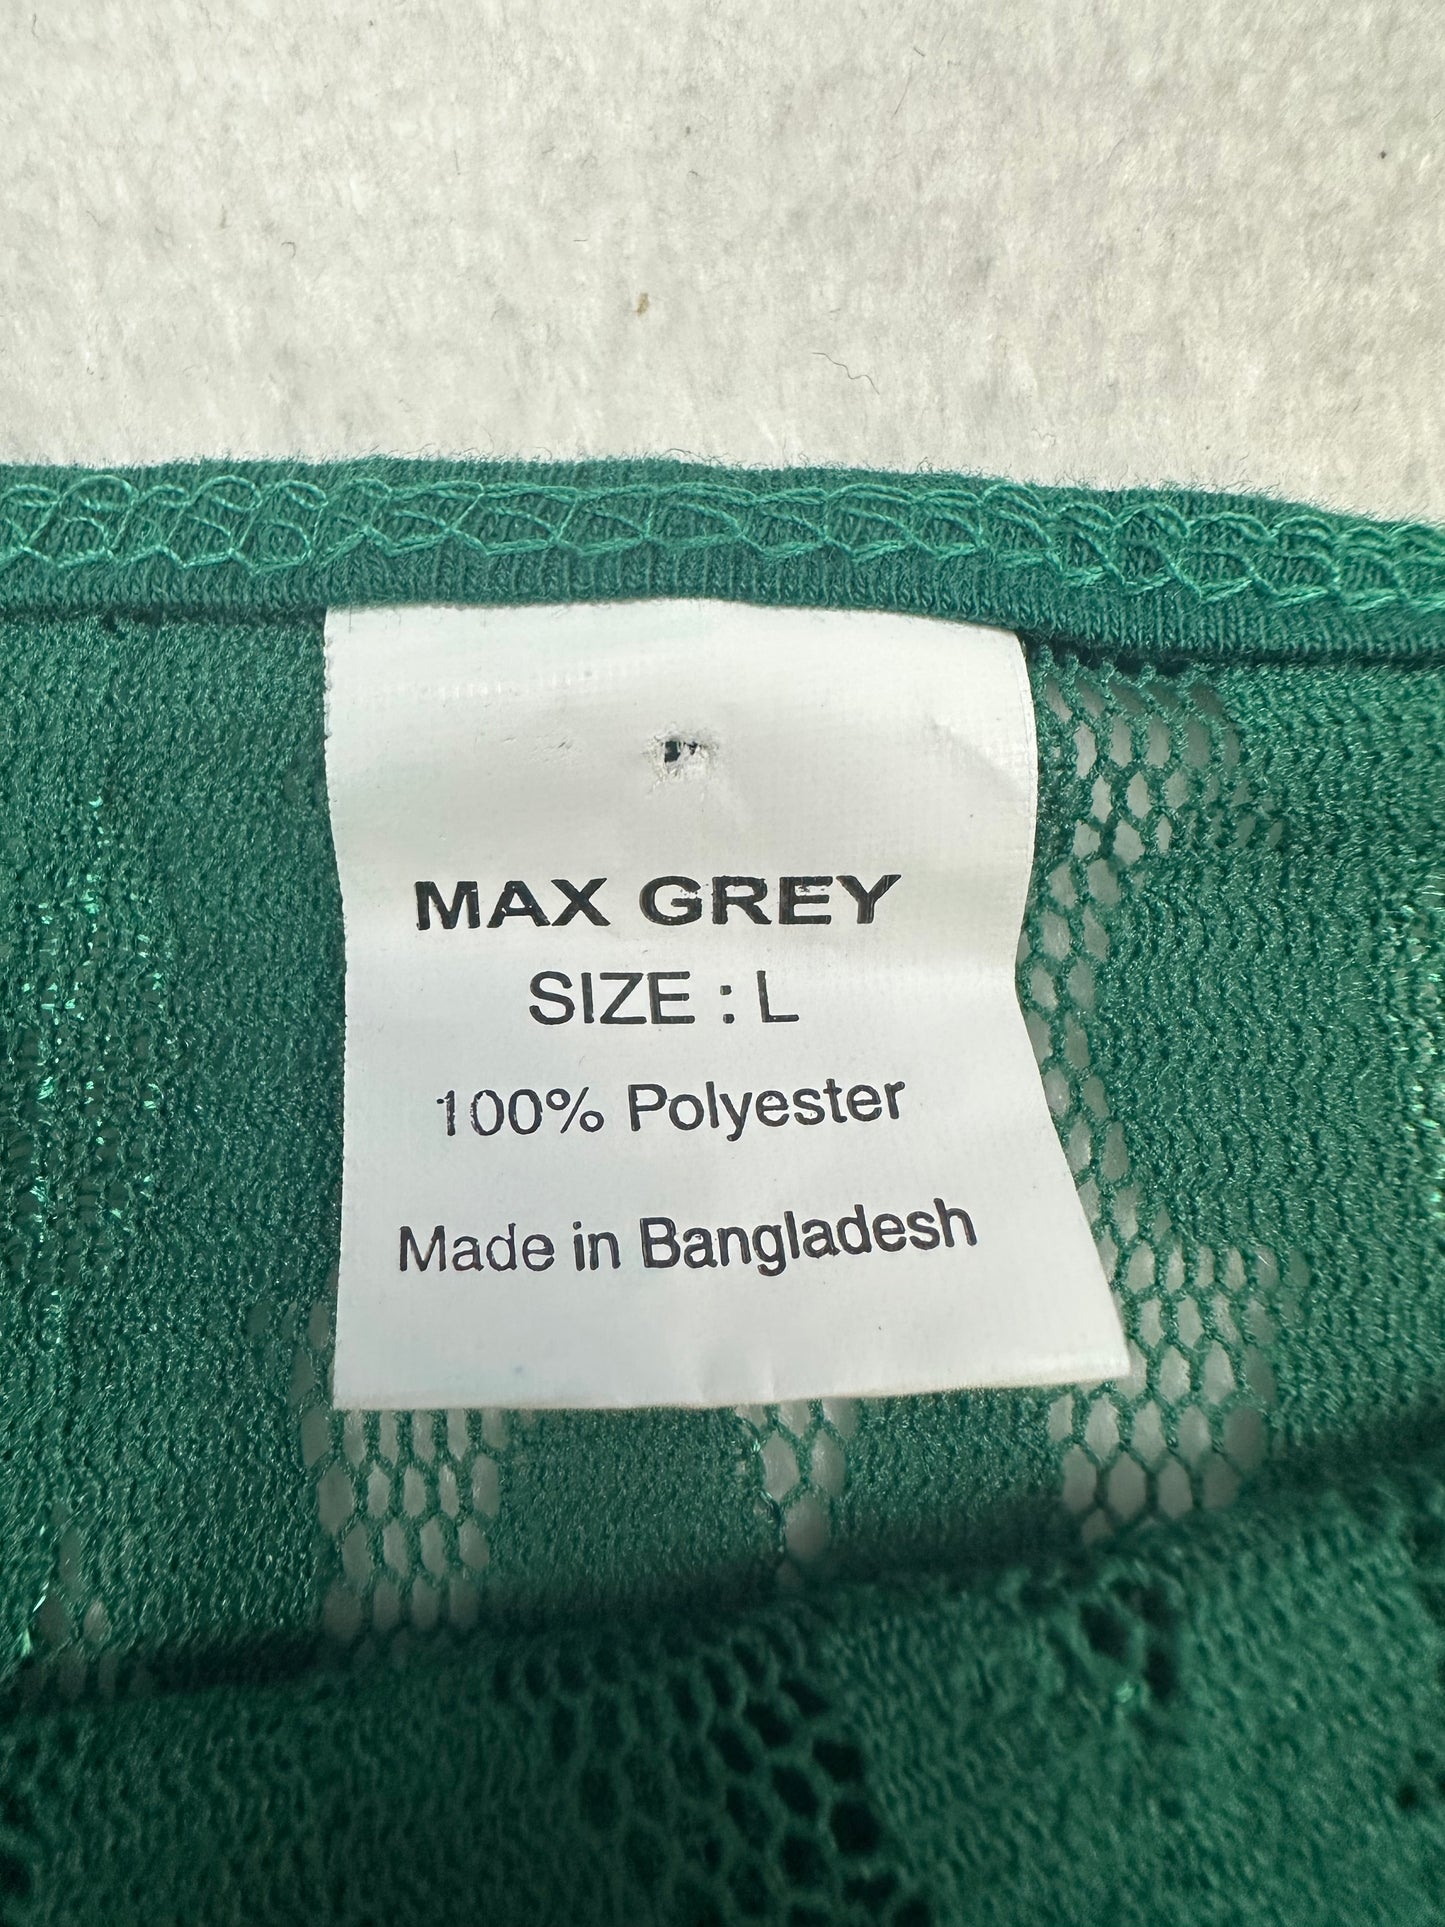 MAX GREY
SIZE : L
100% Polyester
Made in Bangladesh